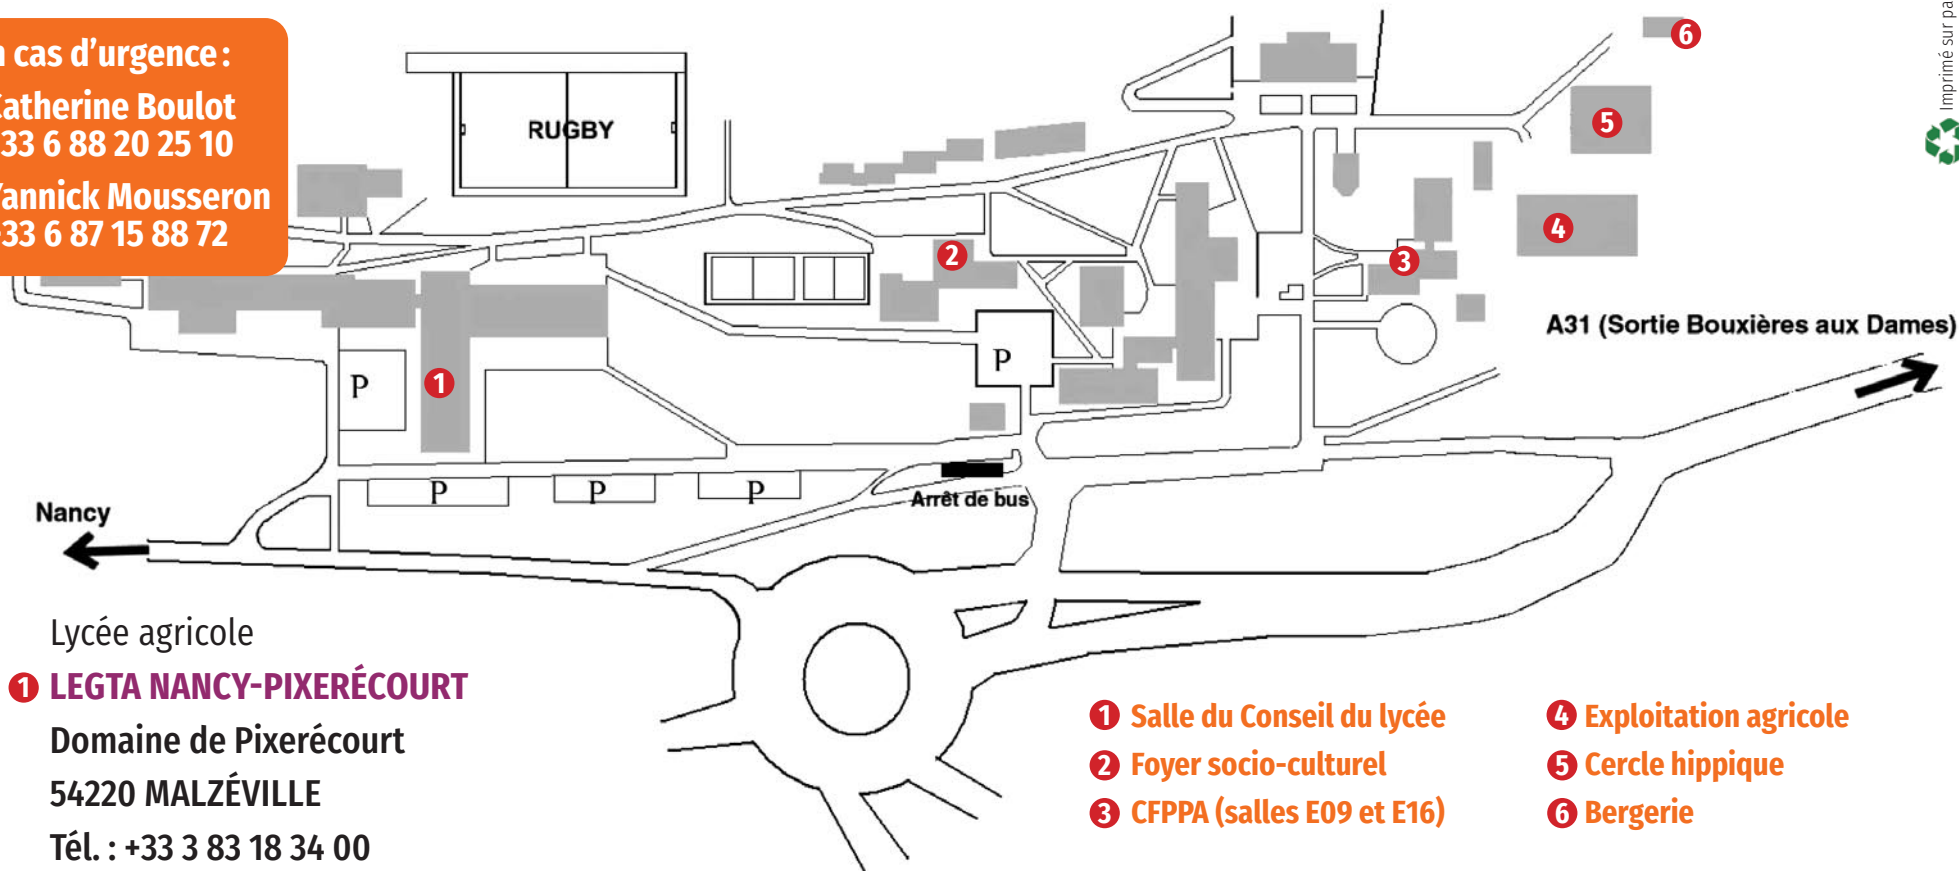 n cas d’urgence :
Catherine Boulot
33 6 88 20 25 10
Yannick Mousseron
+33 6 87 15 88 72
RUGBY
6
5
4
3
2
1
A31 (Sortie Bouxières aux Dames)
P
P
P
P
P
Arrêt de bus
Nancy
Imprimé sur pa
Lycée agricole
1 LEGTA NANCY-PIXERÉCOURT
Domaine de Pixerécourt
54220 MALZÉVILLE
Tél. : +33 3 83 18 34 00
1 Salle du Conseil du lycée
2 Foyer socio-culturel
3 CFPPA (salles E09 et E16)
4 Exploitation agricole
5 Cercle hippique
6 Bergerie